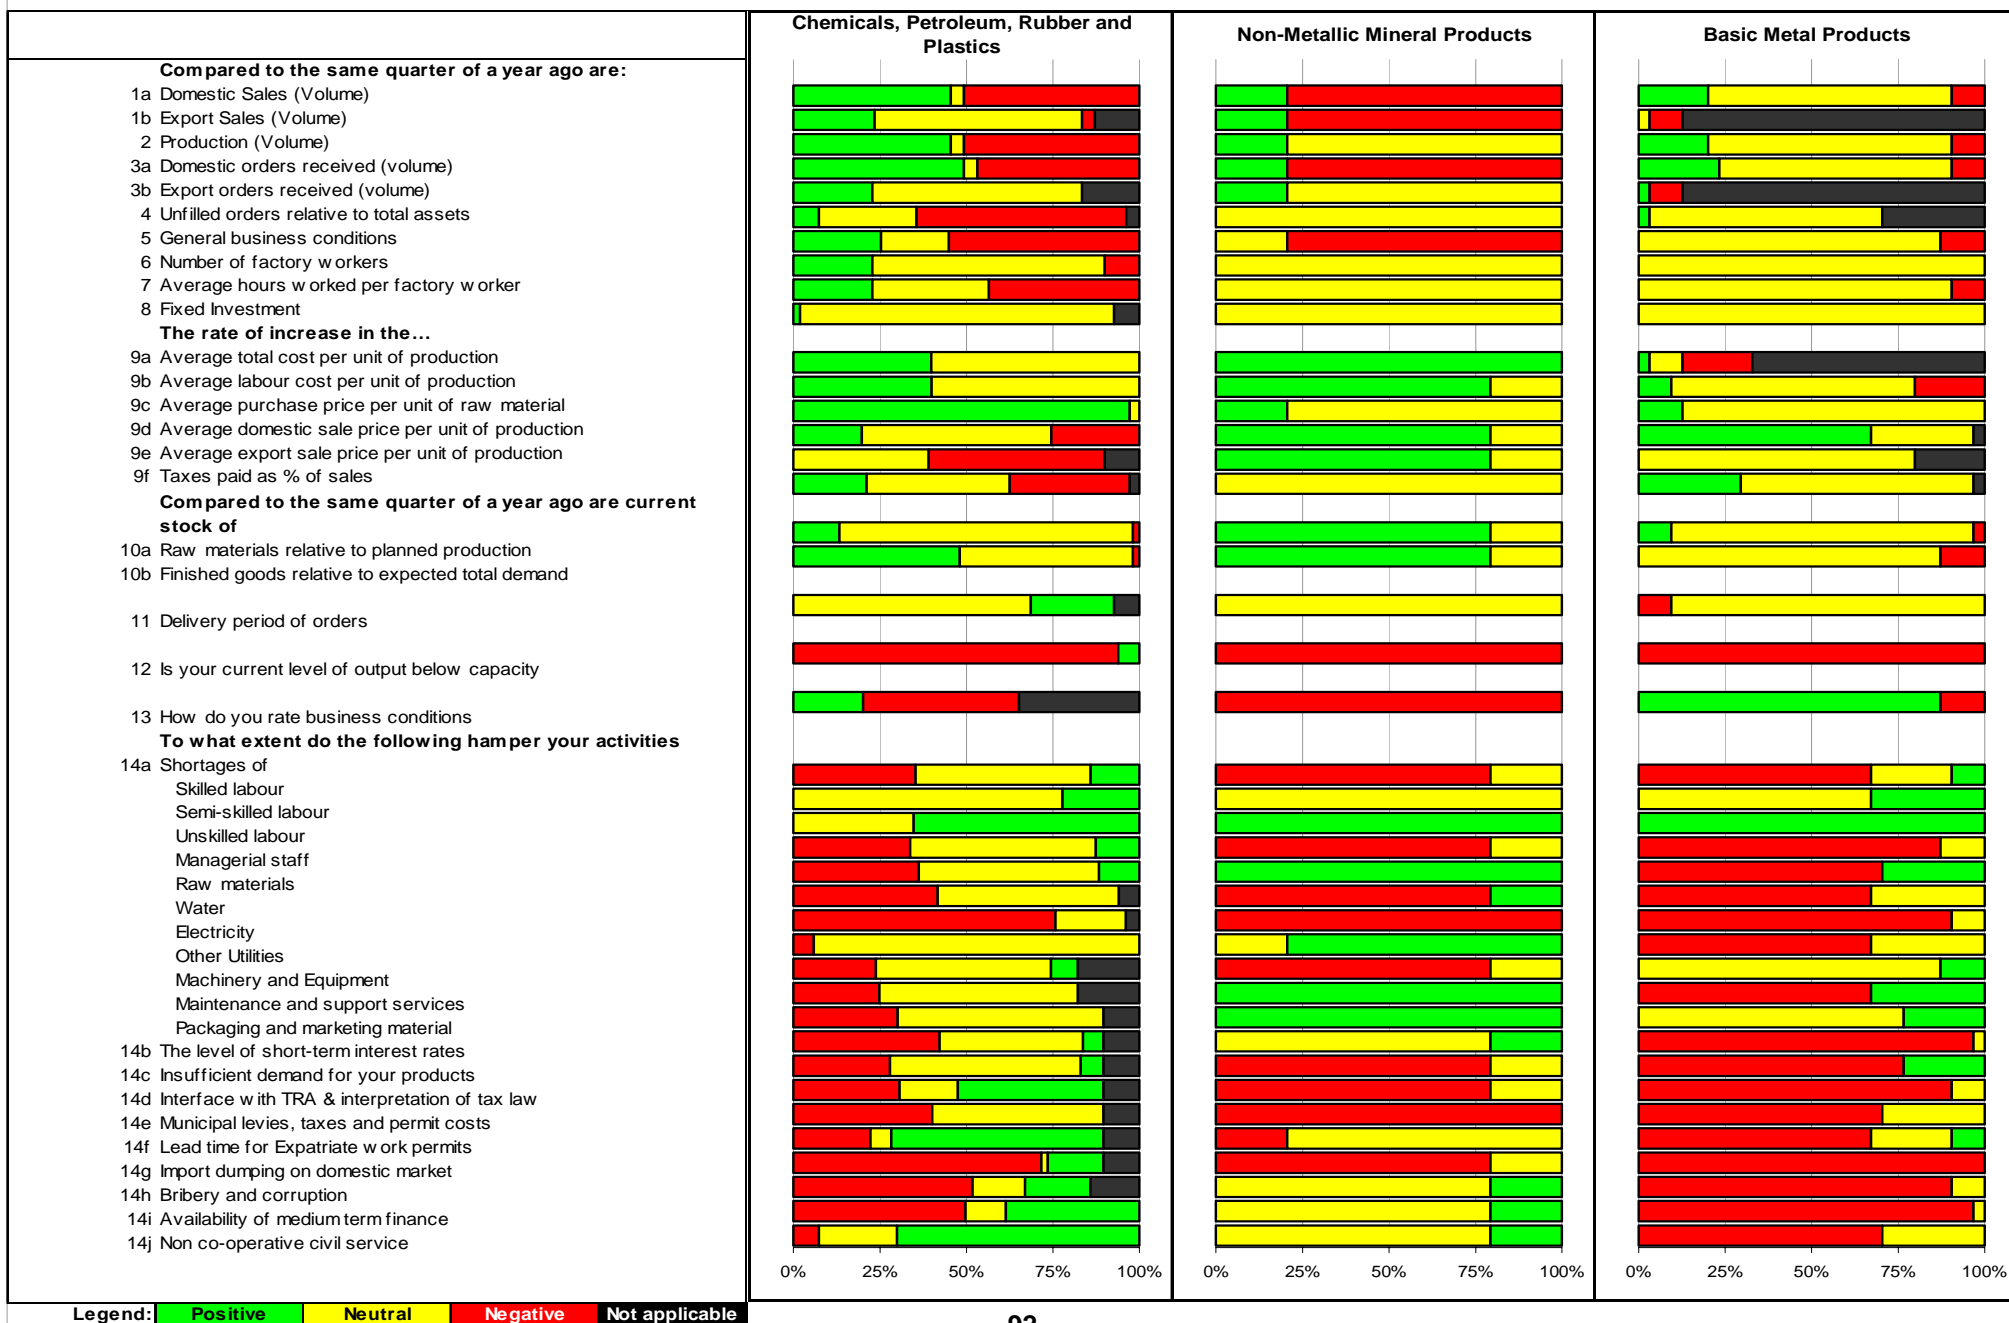 Chemicals, Petroleum, Rubber and
Plastics
Non-Metallic Mineral Products
Basic Metal Products
Compared to the same quarter of a year ago are:
1a Domestic Sales (Volume)
1b Export Sales (Volume)
2 Production (Volume)
3a Domestic orders received (volume)
3b Export orders received (volume)
4 Unfilled orders relative to total assets
5 General business conditions
6 Number of factory workers
7 Average hours worked per factory worker
8 Fixed Investment
The rate of increase in the...
9a Average total cost per unit of production
9b Average labour cost per unit of production
9c Average purchase price per unit of raw material
9d Average domestic sale price per unit of production
9e Average export sale price per unit of production
9f Taxes paid as % of sales
Compared to the same quarter of a year ago are current
stock of
10a Raw materials relative to planned production
10b Finished goods relative to expected total demand
11 Delivery period of orders
12 Is your current level of output below capacity
13 How do you rate business conditions
To what extent do the following hamper your activities
14a Shortages of
Skilled labour
Semi-skilled labour
Unskilled labour
Managerial staff
Raw materials
Water
Electricity
Other Utilities
Machinery and Equipment
Maintenance and support services
Packaging and marketing material
14b The level of short-term interest rates
14c Insufficient demand for your products
14d Interface with TRA & interpretation of tax law
14e Municipal levies, taxes and permit costs
14f Lead time for Expatriate work permits
14g Import dumping on domestic market
14h Bribery and corruption
14i Availability of medium term finance
14j Non co-operative civil service
0% 25% 50% 75% 100%
0% 25% 50% 75% 100%
0% 25% 50% 75% 100%
Legend: Positive Neutral Negative Not applicable